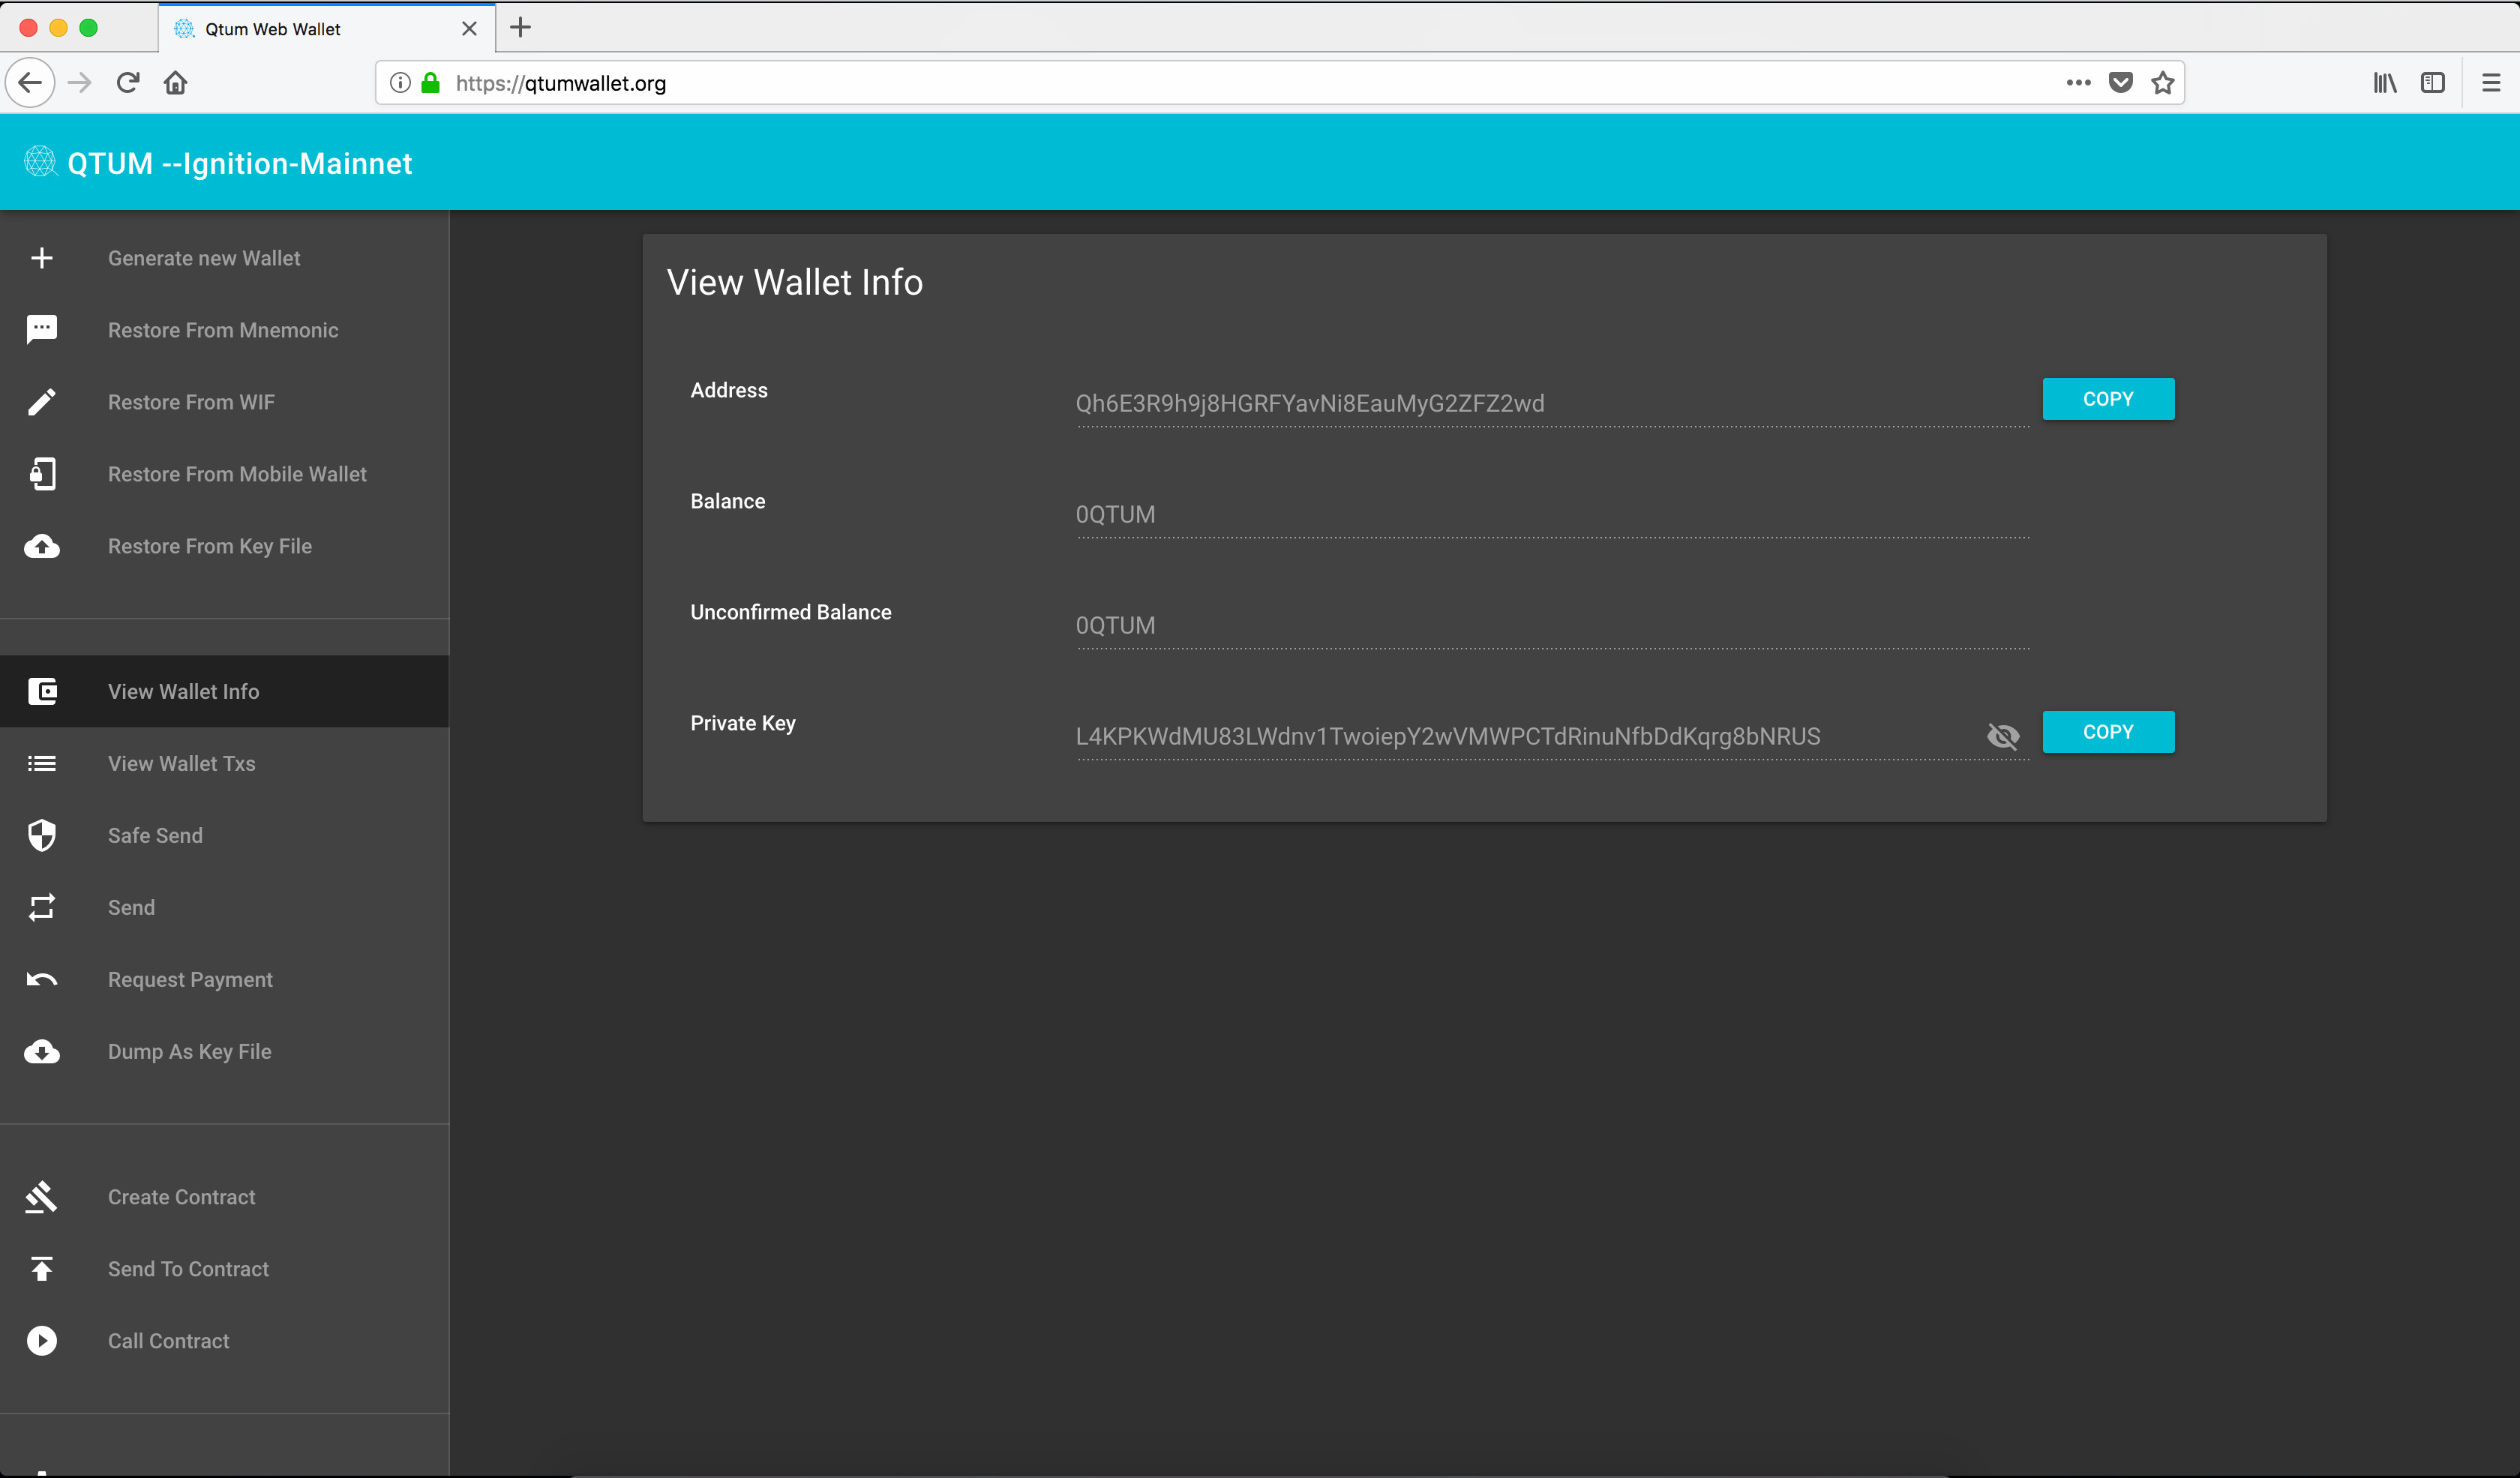 Qtum Web Wallet
https://qtumwallet.org
QTUM --Ignition-Mainnet
Generate new Wallet
Restore From Mnemonic
Restore From WIF
Restore From Mobile Wallet
Restore From Key File
View Wallet Info
View Wallet Txs
Safe Send
Send
Request Payment
Dump As Key File
Create Contract
Send To Contract
Call Contract
View Wallet Info
Address
Qh6E3R9h9j8HGRFYavNi8EauMyG2ZFZ2wd
COPY
Balance
0QTUM
Unconfirmed Balance
0QTUM
Private Key
L4KPKWdMU83LWdnv1TwoiepY2wVMWPCTdRinuNfbDdKqrg8bNRUS
COPY